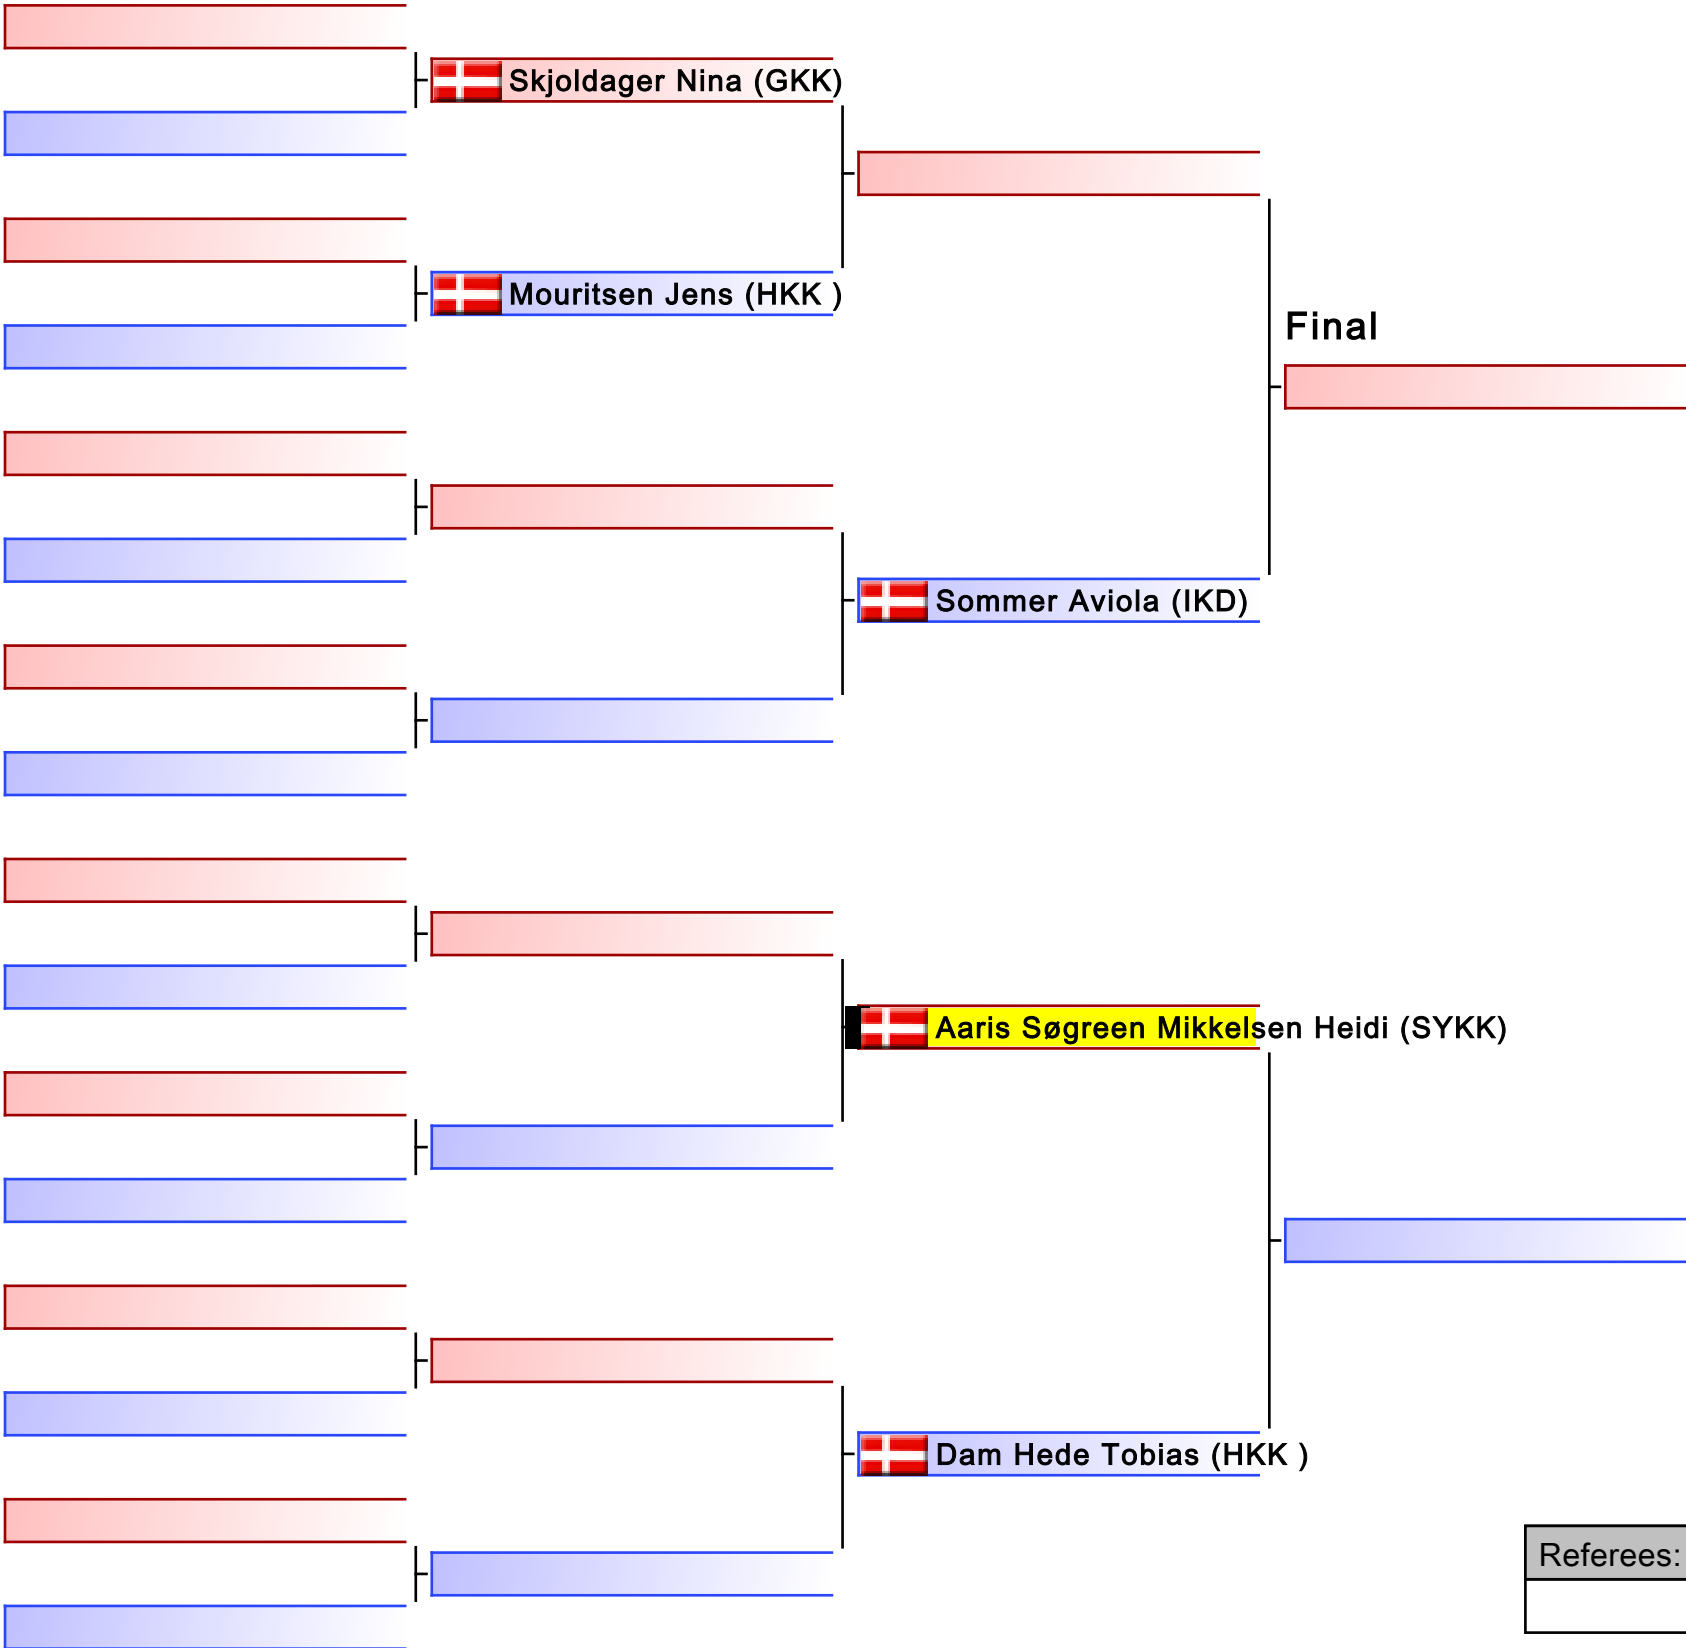 Skjoldager Nina (GKK)
Mouritsen Jens (HKK )
Final
Sommer Aviola (IKD)
Aaris Søgreen Mikkelsen Heidi (SYKK)
Dam Hede Tobias (HKK )
Referees: